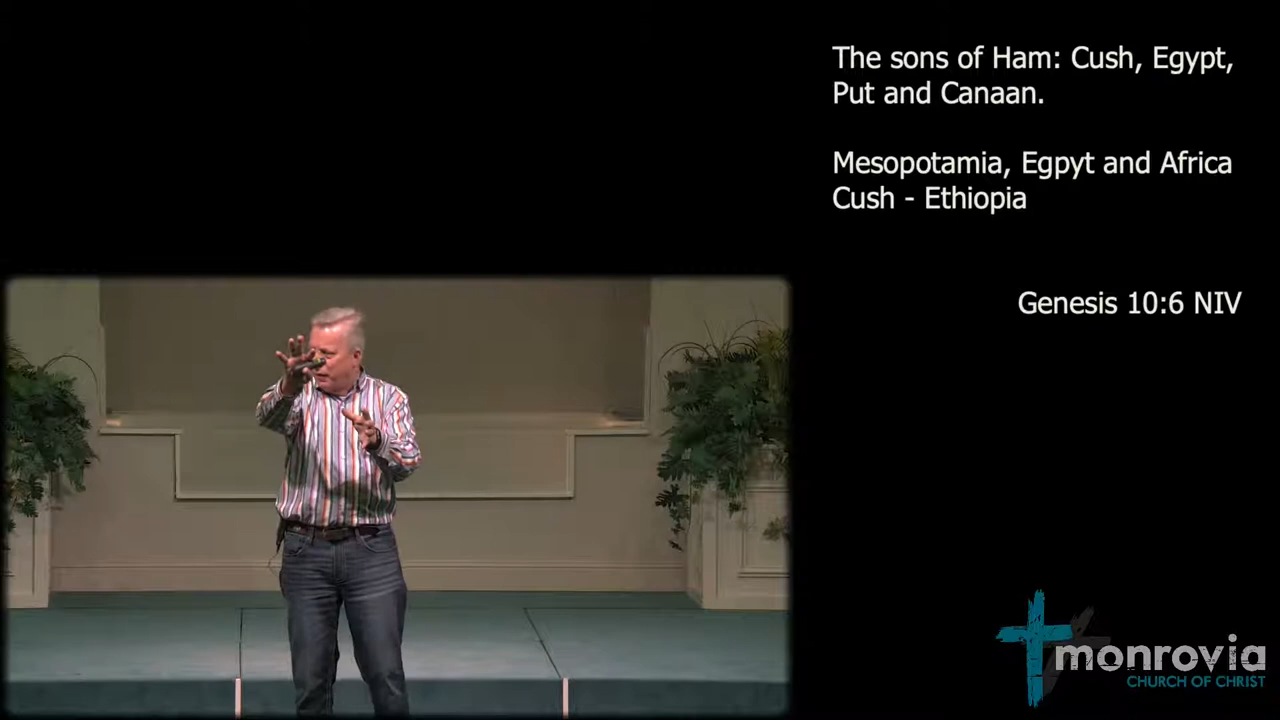 The sons of Ham: Cush, Egypt,
Put and Canaan.
Mesopotamia, Egpyt and Africa
Cush - Ethiopia
Genesis 10:6 NIV
monrovia
CHURCH OF CHRIST